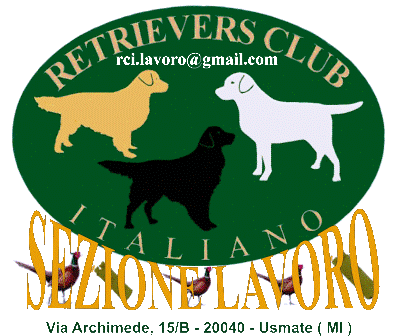 RETRIEVERS CLUB
rci.lavoro@gmail.com
ITALIANO
SEZIONE LAVORO
Via Archimede, 15/B - 20040 - Usmate ( MI )